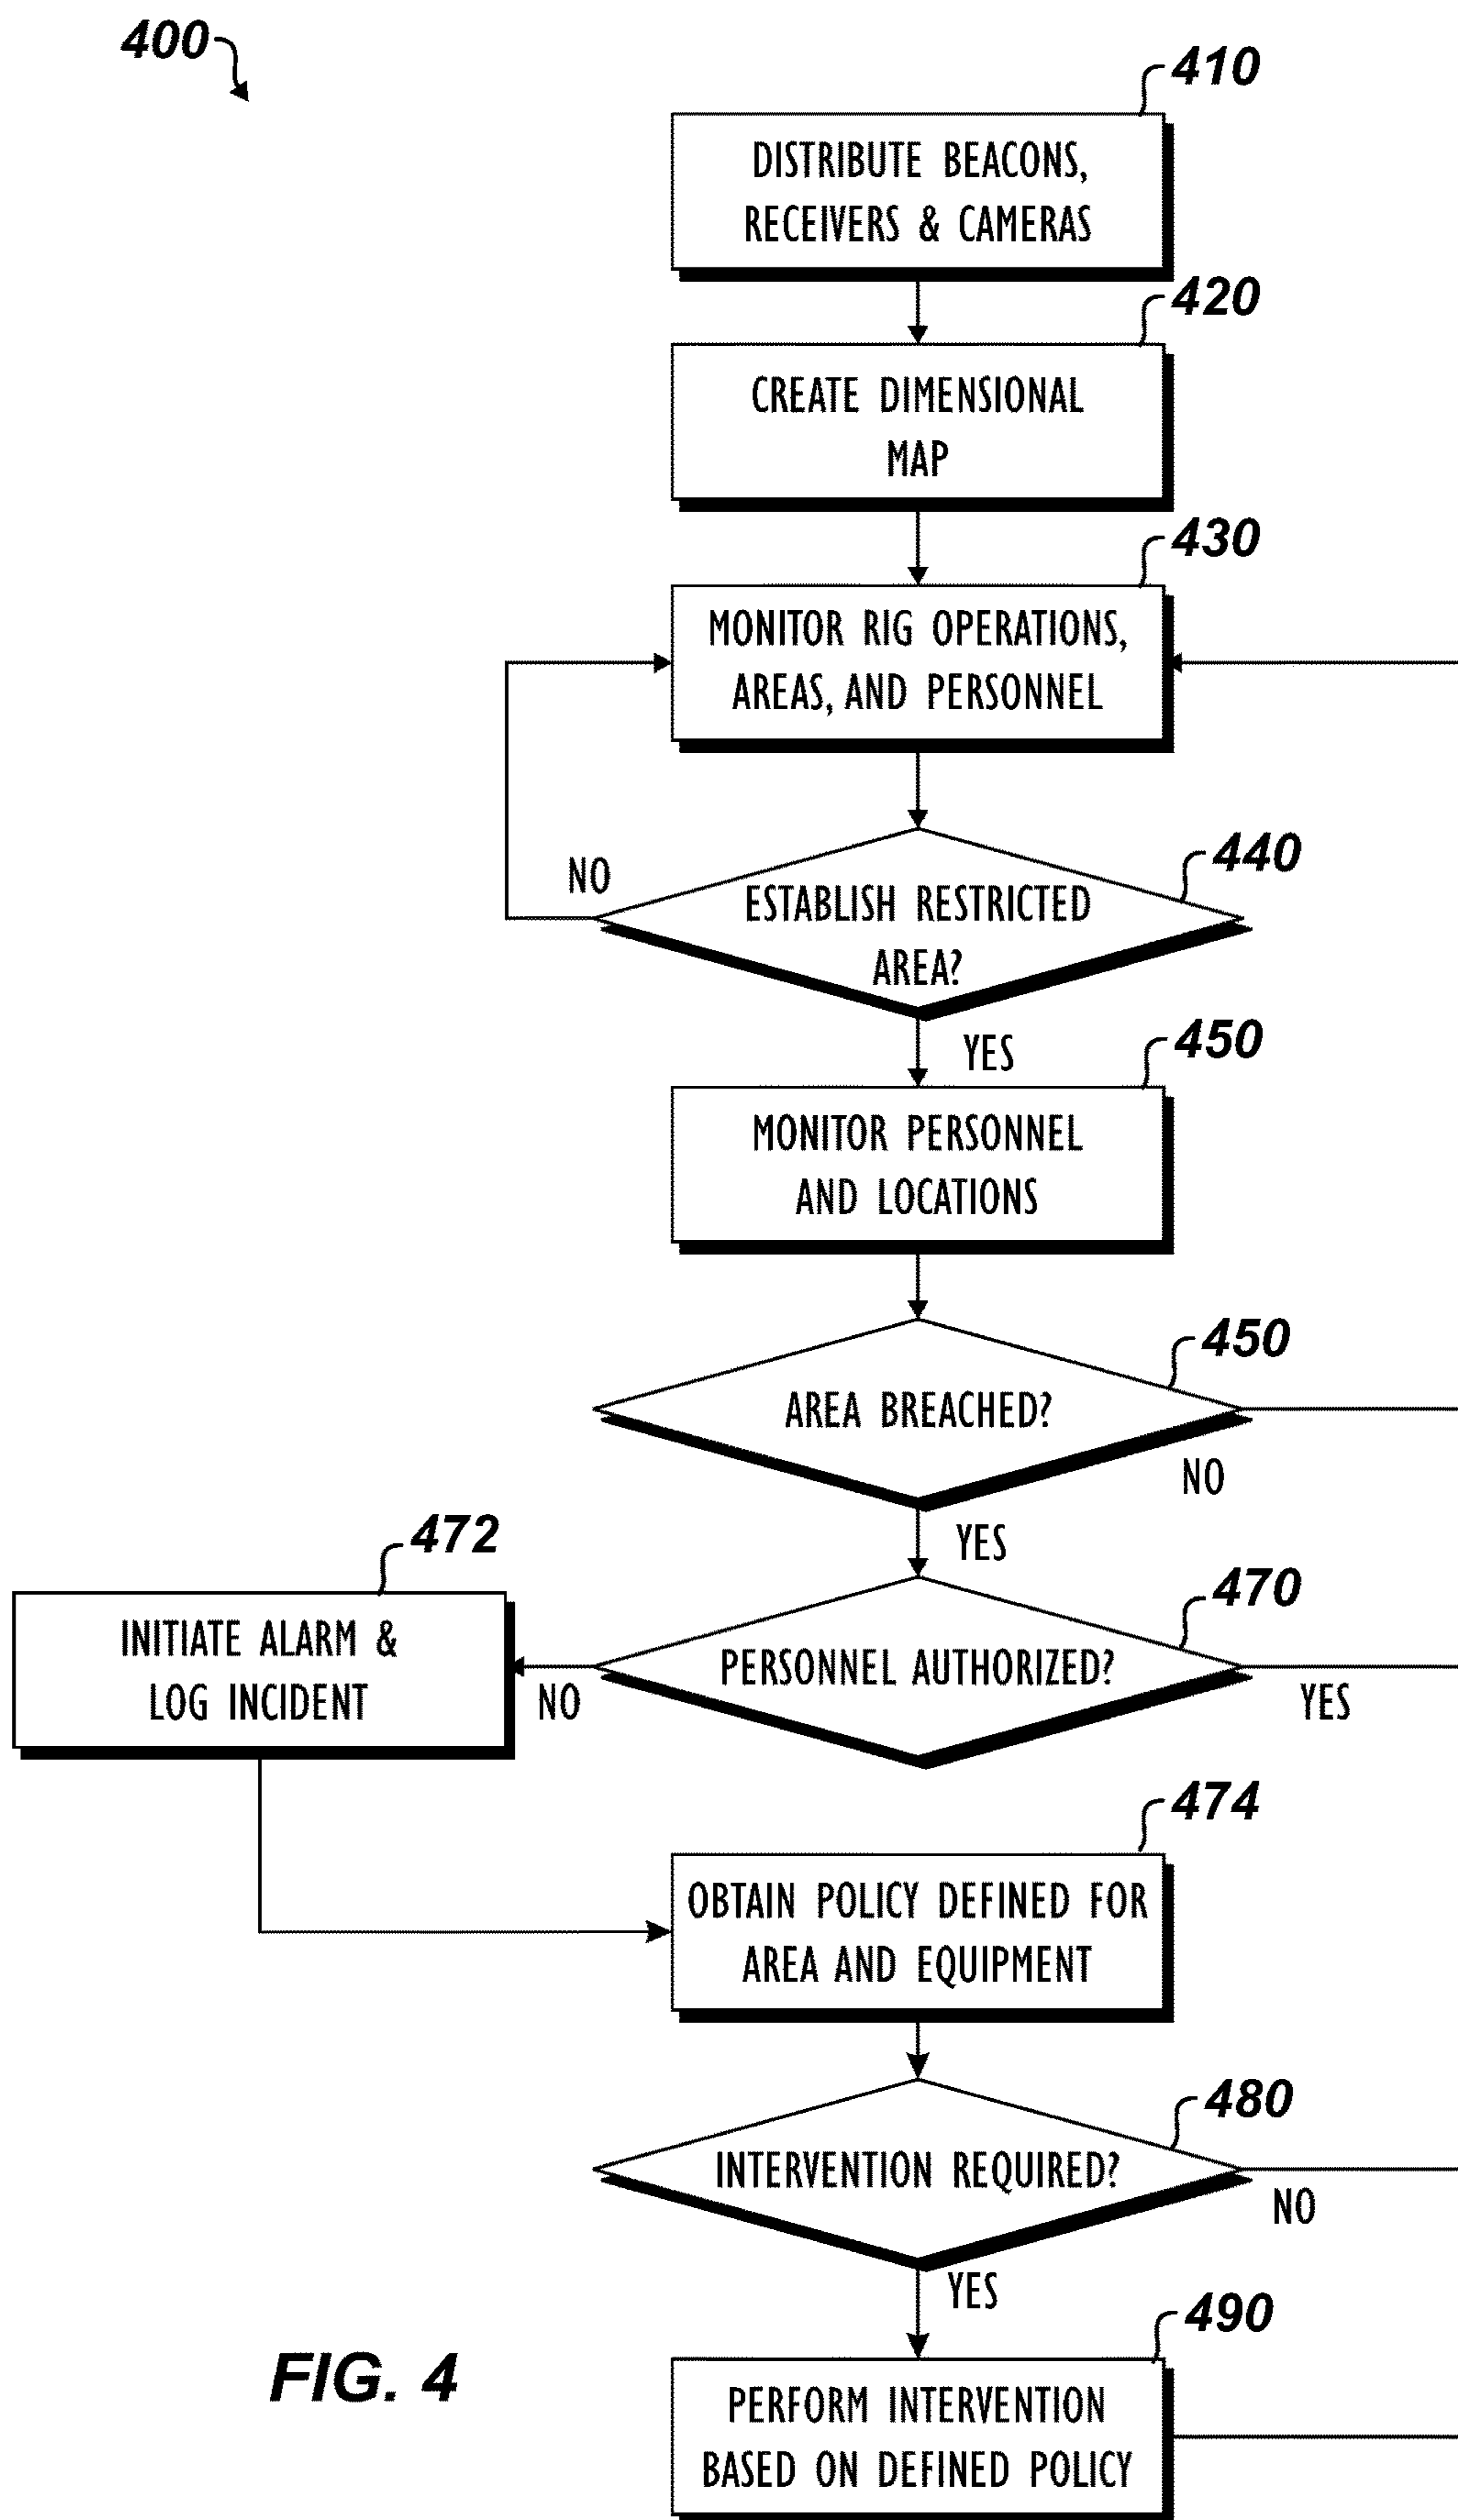 400
410
DISTRIBUTE BEACONS,
RECEIVERS & CAMERAS
420
CREATE DIMENSIONAL
MAP
430
MONITOR RIG OPERATIONS,
AREAS, AND PERSONNEL
440
NO
ESTABLISH RESTRICTED
AREA?
YES
450
MONITOR PERSONNEL
AND LOCATIONS
450
AREA BREACHED?
NO
YES
472
INITIATE ALARM &
LOG INCIDENT
470
PERSONNEL AUTHORIZED?
NO
YES
474
OBTAIN POLICY DEFINED FOR
AREA AND EQUIPMENT
480
INTERVENTION REQUIRED?
NO
YES
490
PERFORM INTERVENTION
BASED ON DEFINED POLICY
FIG. 4